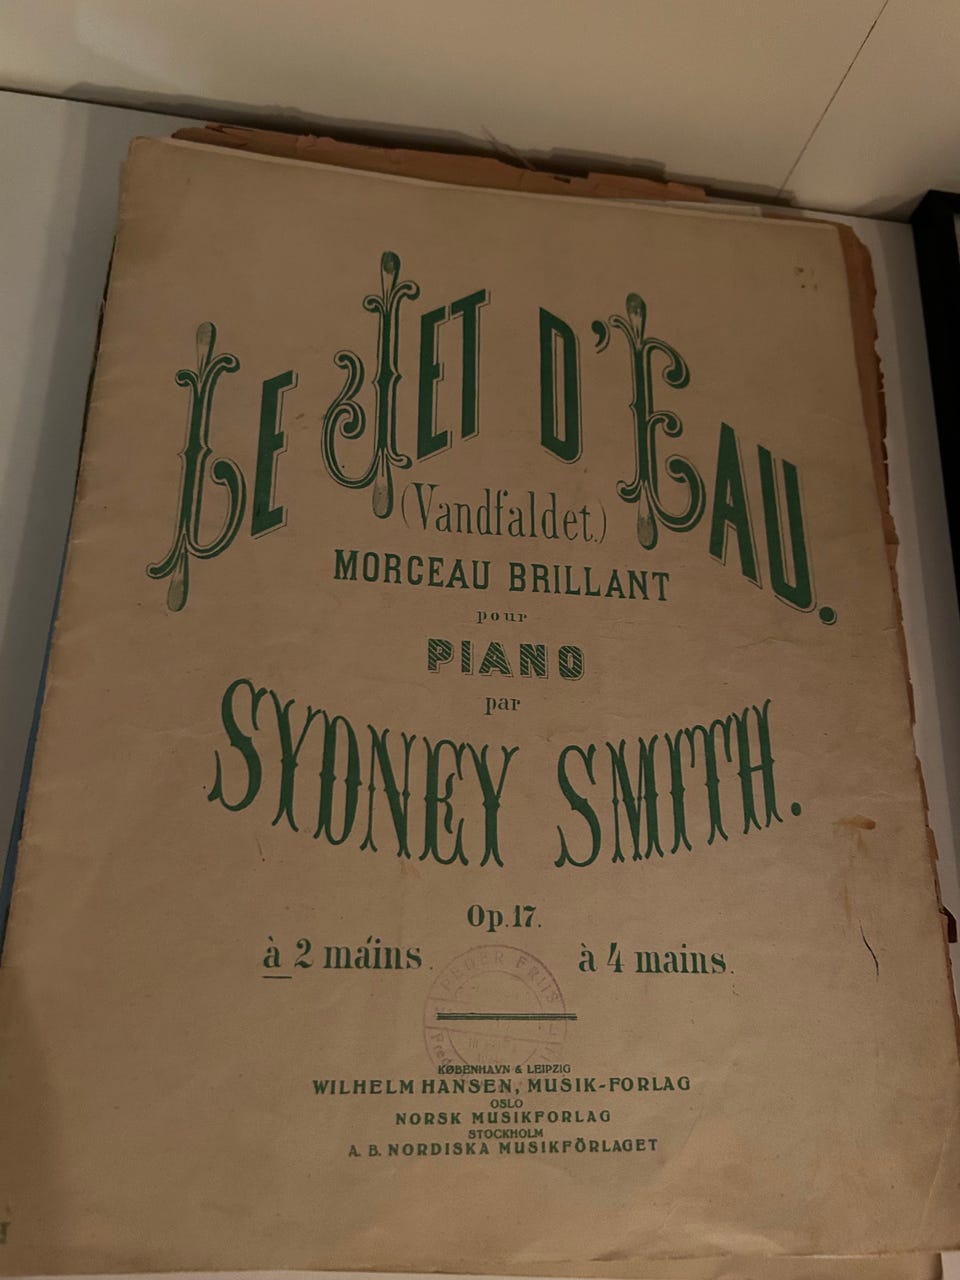 LE JET D'EAU.
(Vandfaldet.)
MORCEAU BRILLANT
pour
PIANO
par
SYDNEY SMITH.
Op. 17.
à 2 mains. à 4 mains.
KØBENHAVN & LEIPZIG
WILHELM HANSEN, MUSIK-FORLAG
OSLO
NORSK MUSIKFORLAG
STOCKHOLM
A. B. NORDISKA MUSIKFÖRLAGET